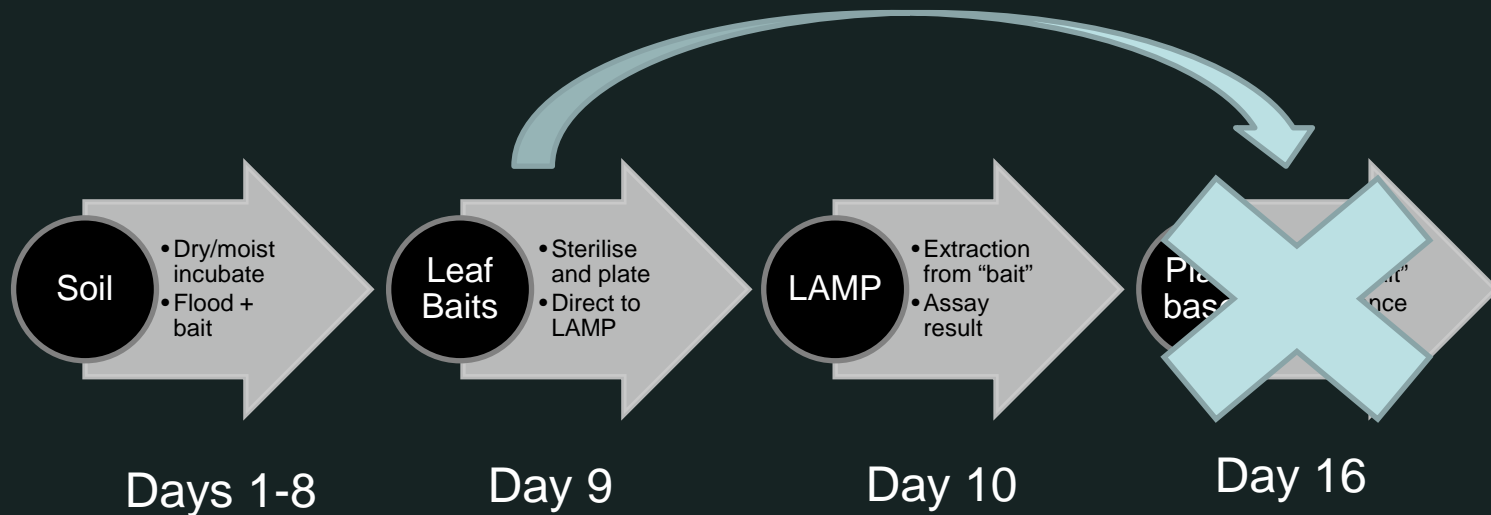 Soil
• Dry/moist
incubate
• Flood +
bait
Leaf
Baits
• Sterilise
and plate
• Direct to
LAMP
LAMP
• Extraction
from “bait”
• Assay
result
Days 1-8
Day 9
Day 10
Day 16